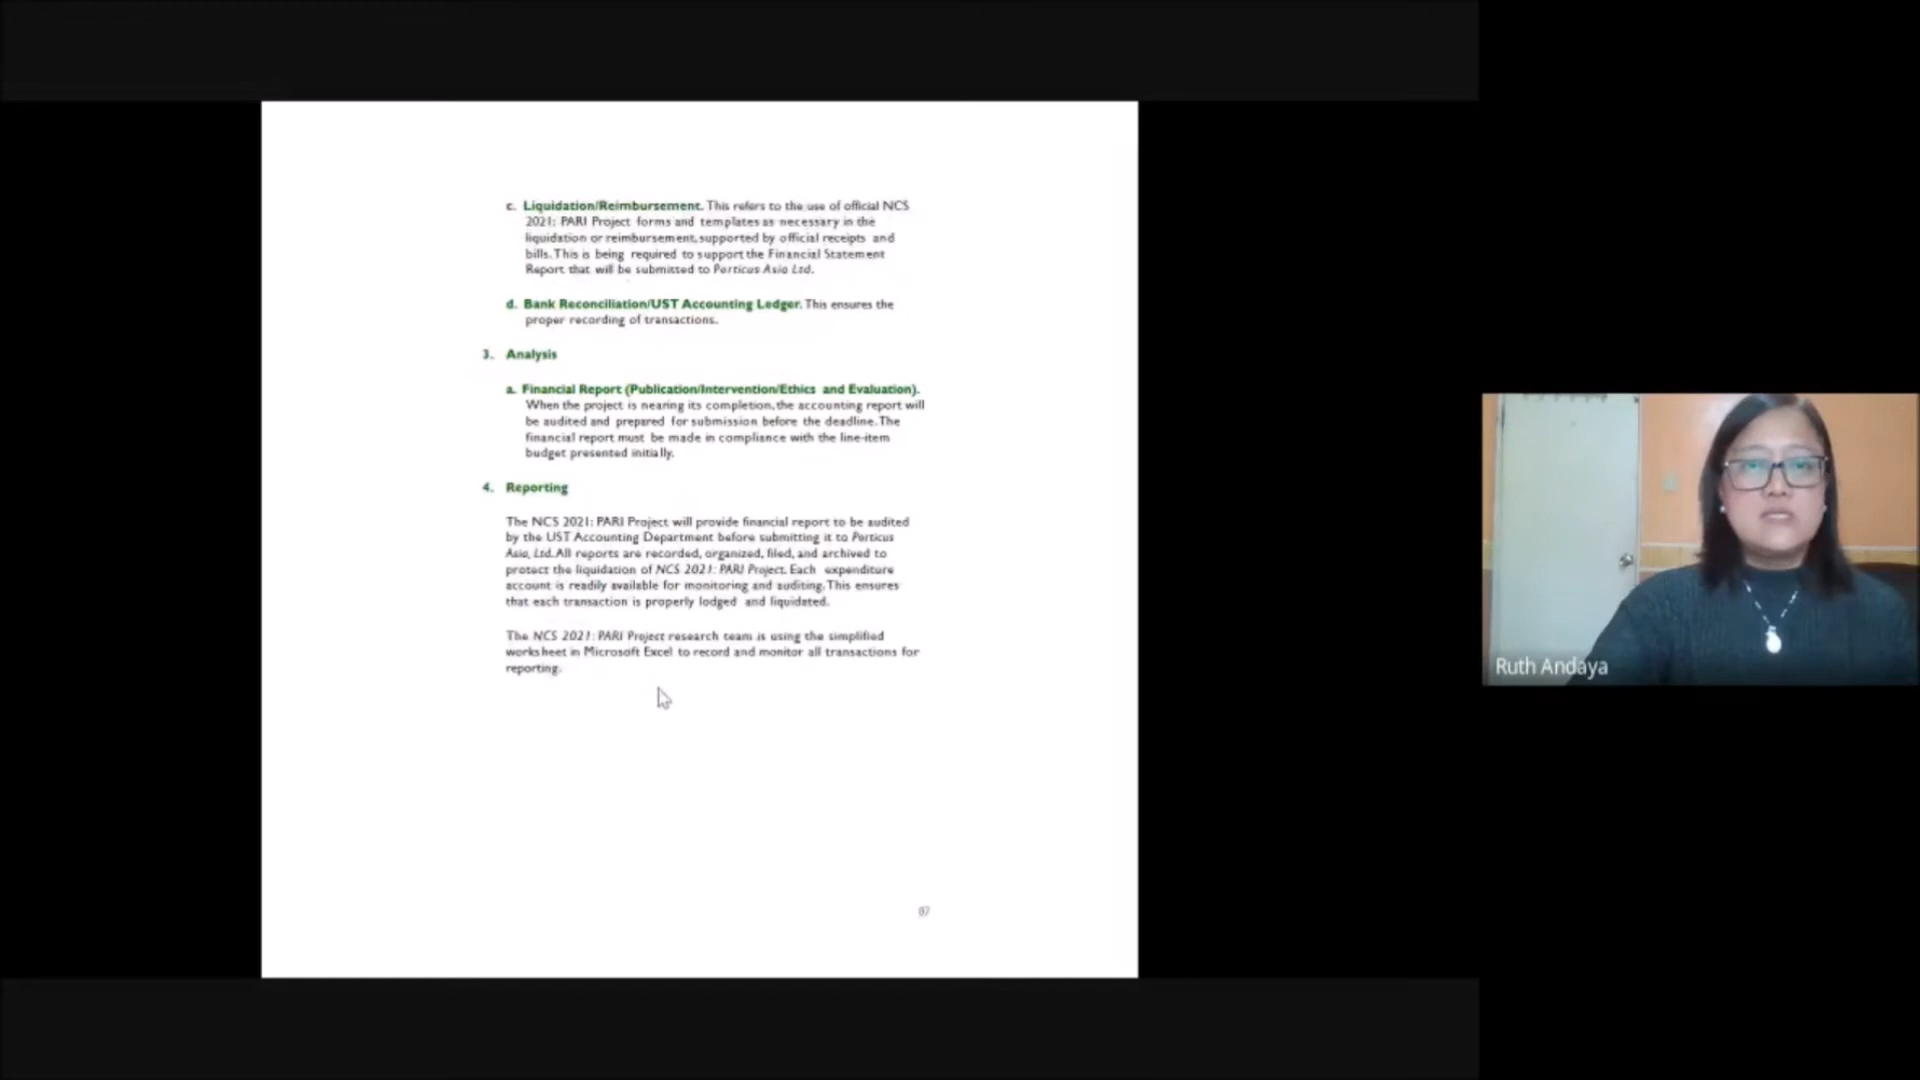 c. Liquidation/Reimbursement. This refers to the use of official NCS
2021: PARI Project forms and templates as necessary in the
liquidation or reimbursement, supported by official receipts and
bills. This is being required to support the Financial Statement
Report that will be submitted to Porticus Asia Ltd.
d. Bank Reconciliation/UST Accounting Ledger. This ensures the
proper recording of transactions.
3. Analysis
a. Financial Report (Publication/Intervention/Ethics and Evaluation).
When the project is nearing its completion, the accounting report will
be audited and prepared for submission before the deadline. The
financial report must be made in compliance with the line-item
budget presented initially.
4. Reporting
The NCS 2021: PARI Project will provide financial report to be audited
by the UST Accounting Department before submitting it to Porticus
Asia, Ltd. All reports are recorded, organized, filed, and archived to
protect the liquidation of NCS 2021: PARI Project. Each expenditure
account is readily available for monitoring and auditing. This ensures
that each transaction is properly lodged and liquidated.
The NCS 2021: PARI Project research team is using the simplified
worksheet in Microsoft Excel to record and monitor all transactions for
reporting.
Ruth Andaya